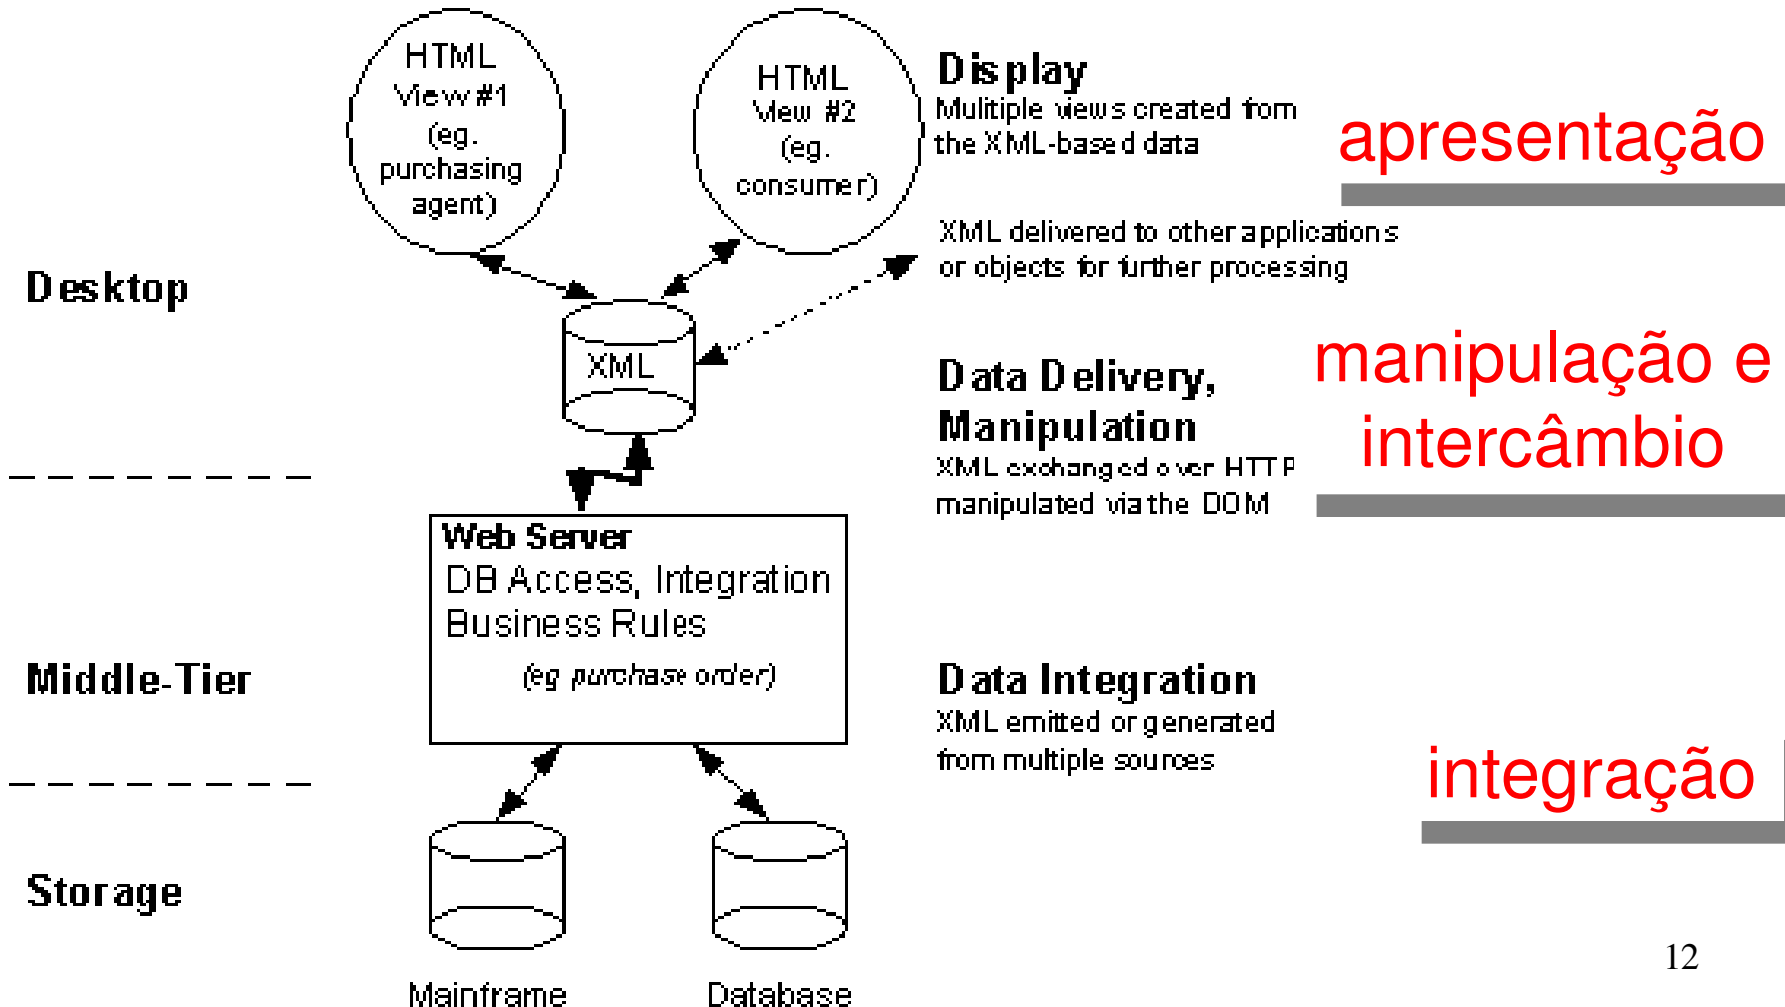 HTML
View #1
(eg.
purchasing
agent)
HTML
View #2
(eg.
consumer)
Display
Mulitiple views created from
the XML-based data
apresentação
XML delivered to other applications
or objects for further processing
Desktop
XML
Data Delivery,
Manipulation
XML exchanged over HTTP
manipulated via the DOM
manipulação e
intercâmbio
Web Server
DB Access, Integration
Business Rules
(eg purchase order)
Middle-Tier
Data Integration
XML emitted or generated
from multiple sources
integração
Storage
Mainframe
Database
12